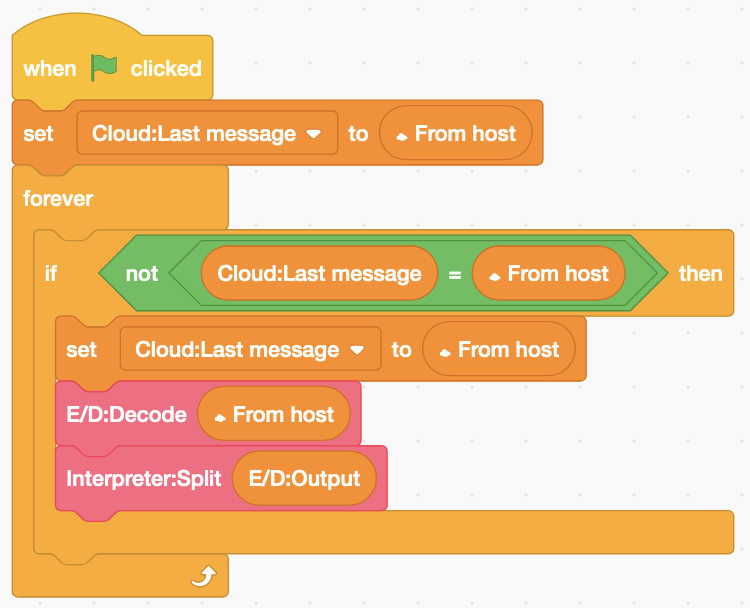 when clicked
set Cloud:Last message to From host
forever
if not Cloud:Last message = From host then
set Cloud:Last message to From host
E/D:Decode From host
Interpreter:Split E/D:Output